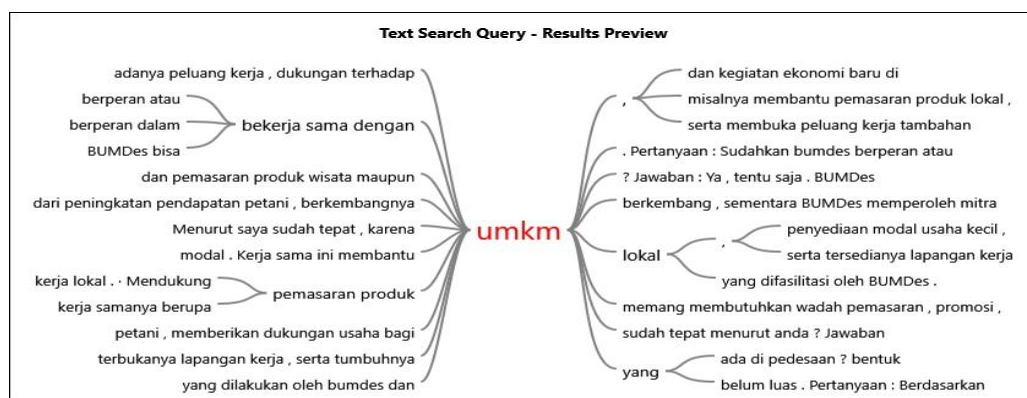 Text Search Query - Results Preview
adanya peluang kerja , dukungan terhadap
berperan atau
berperan dalam
BUMDes bisa
bekerja sama dengan
dan pemasaran produk wisata maupun
dari peningkatan pendapatan petani , berkembangnya
Menurut saya sudah tepat , karena
modal . Kerja sama ini membantu
kerja lokal . · Mendukung
kerja samanya berupa
pemasaran produk
petani , memberikan dukungan usaha bagi
terbukanya lapangan kerja , serta tumbuhnya
yang dilakukan oleh bumdes dan
umkm
,
dan kegiatan ekonomi baru di
misalnya membantu pemasaran produk lokal ,
serta membuka peluang kerja tambahan
. Pertanyaan : Sudahkan bumdes berperan atau
? Jawaban : Ya , tentu saja . BUMDes
berkembang , sementara BUMDes memperoleh mitra
lokal
,
penyediaan modal usaha kecil ,
serta tersedianya lapangan kerja
yang difasilitasi oleh BUMDes .
memang membutuhkan wadah pemasaran , promosi ,
sudah tepat menurut anda ? Jawaban
yang
ada di pedesaan ? bentuk
belum luas . Pertanyaan : Berdasarkan